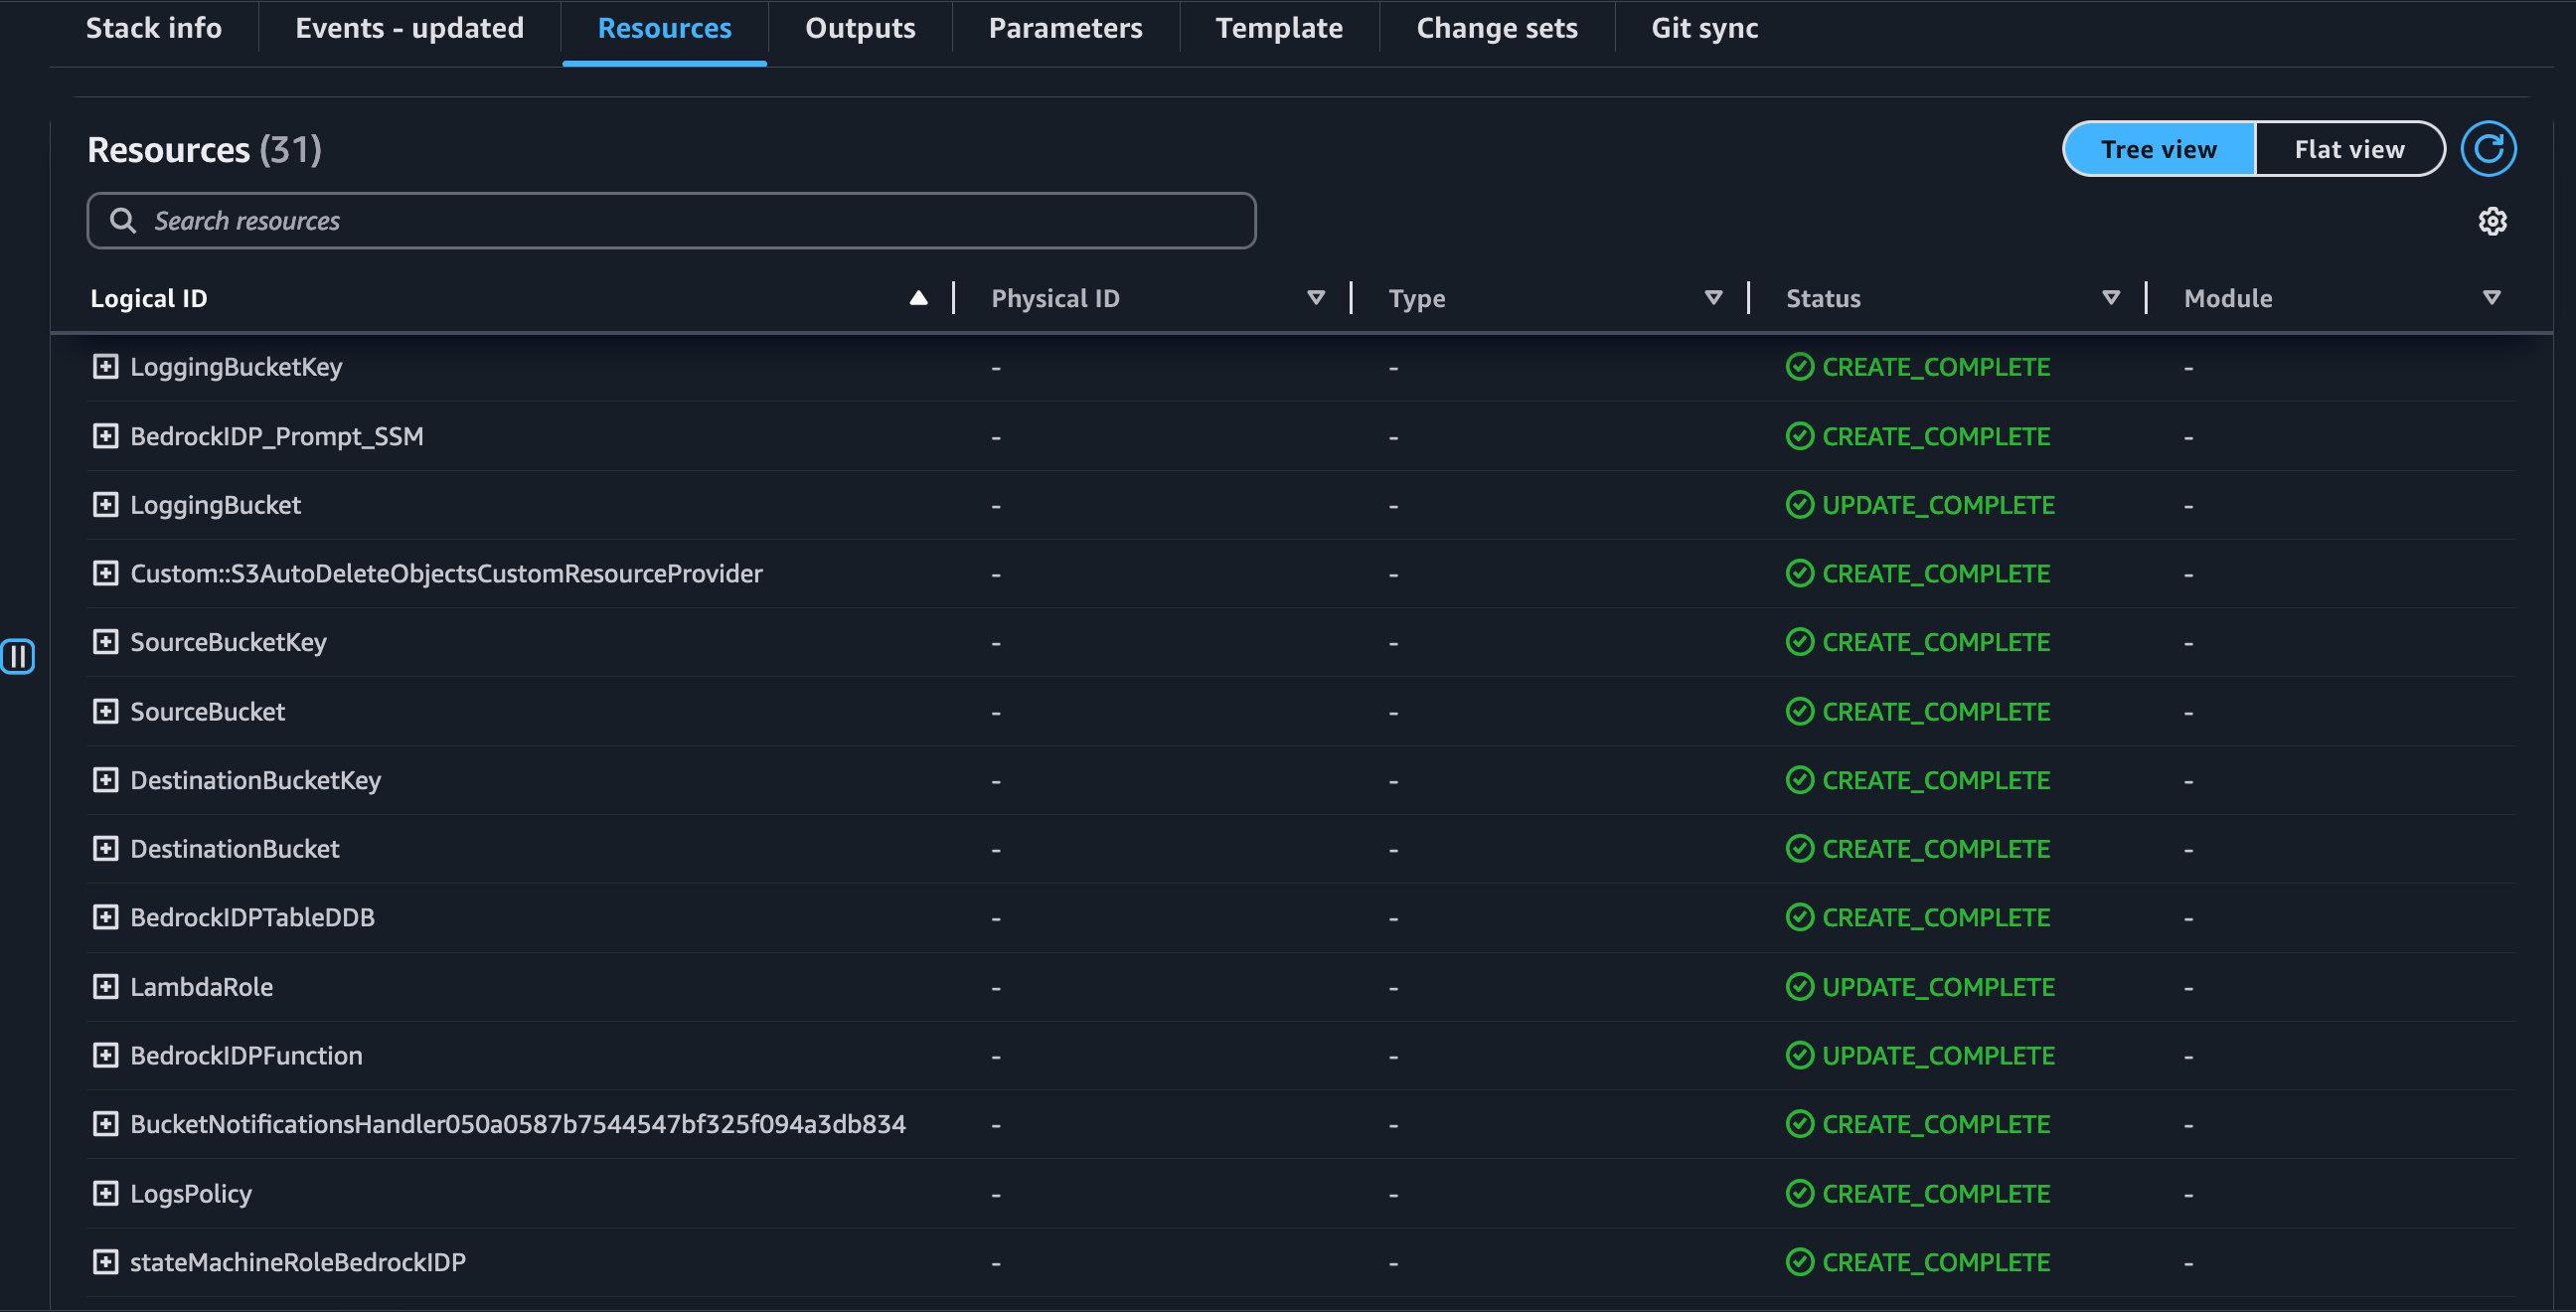 Stack info Events - updated Resources Outputs Parameters Template Change sets Git sync
Resources (31) Tree view Flat view
Search resources
Logical ID Physical ID Type Status Module
LoggingBucketKey - - CREATE_COMPLETE -
BedrockIDP_Prompt_SSM - - CREATE_COMPLETE -
LoggingBucket - - UPDATE_COMPLETE -
Custom::S3AutoDeleteObjectsCustomResourceProvider - - CREATE_COMPLETE -
SourceBucketKey - - CREATE_COMPLETE -
SourceBucket - - CREATE_COMPLETE -
DestinationBucketKey - - CREATE_COMPLETE -
DestinationBucket - - CREATE_COMPLETE -
BedrockIDPTableDDB - - CREATE_COMPLETE -
LambdaRole - - UPDATE_COMPLETE -
BedrockIDPFunction - - UPDATE_COMPLETE -
BucketNotificationsHandler050a0587b7544547bf325f094a3db834 - - CREATE_COMPLETE -
LogsPolicy - - CREATE_COMPLETE -
stateMachineRoleBedrockIDP - - CREATE_COMPLETE -